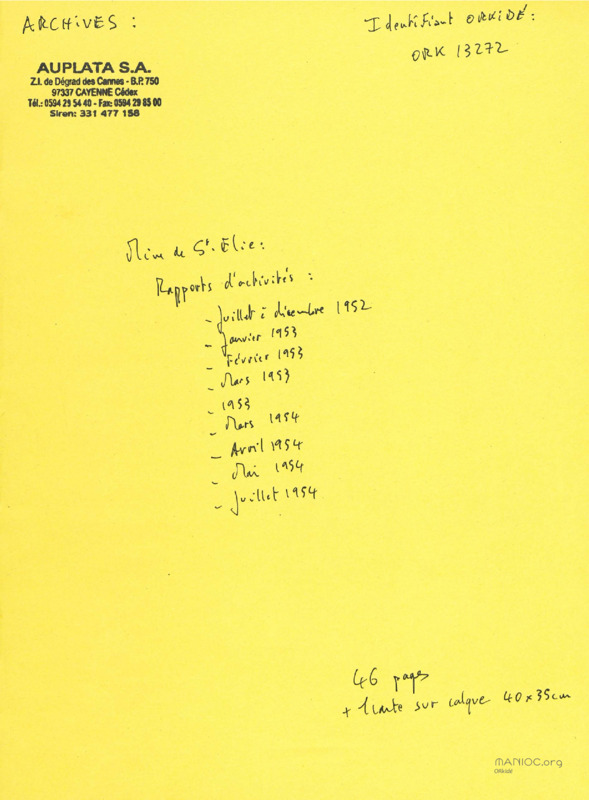 ARCHIVES :
Identifiant ORKIDÉ :
ORK 13272
AUPLATA S.A.
Z.I. de Dégrad des Cannes - B.P. 750
97337 CAYENNE Cédex
Tél.: 0594 29 54 40 - Fax: 0594 29 85 00
Siren: 331 477 158
Mine de St. Élie :
Rapports d'activités :
- Juillet à décembre 1952
- Janvier 1953
- Février 1953
- Mars 1953
- 1953
- Mars 1954
- Avril 1954
- Mai 1954
- Juillet 1954
46 pages
+ 1 carte sur calque 40x35cm
MANIOC.org
ORkidé